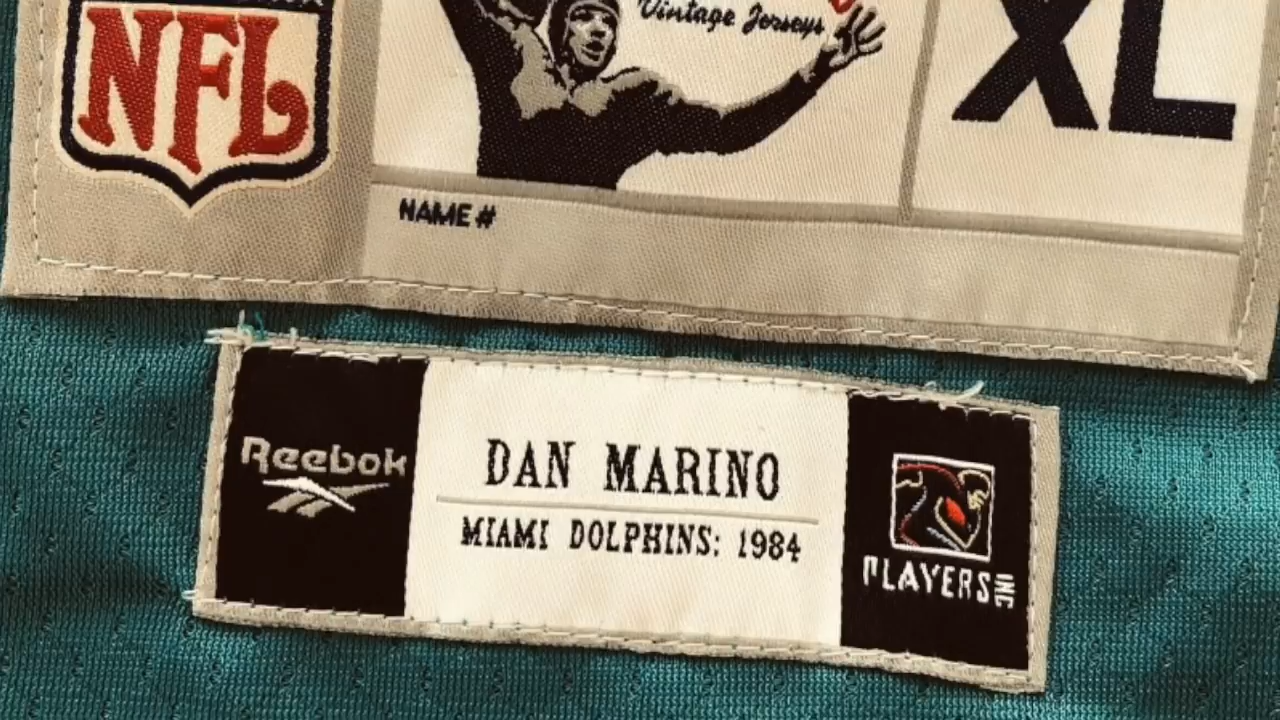 NFL
Vintage Jerseys
XL
NAME #
Reebok
DAN MARINO
MIAMI DOLPHINS: 1984
PLAYERS INC